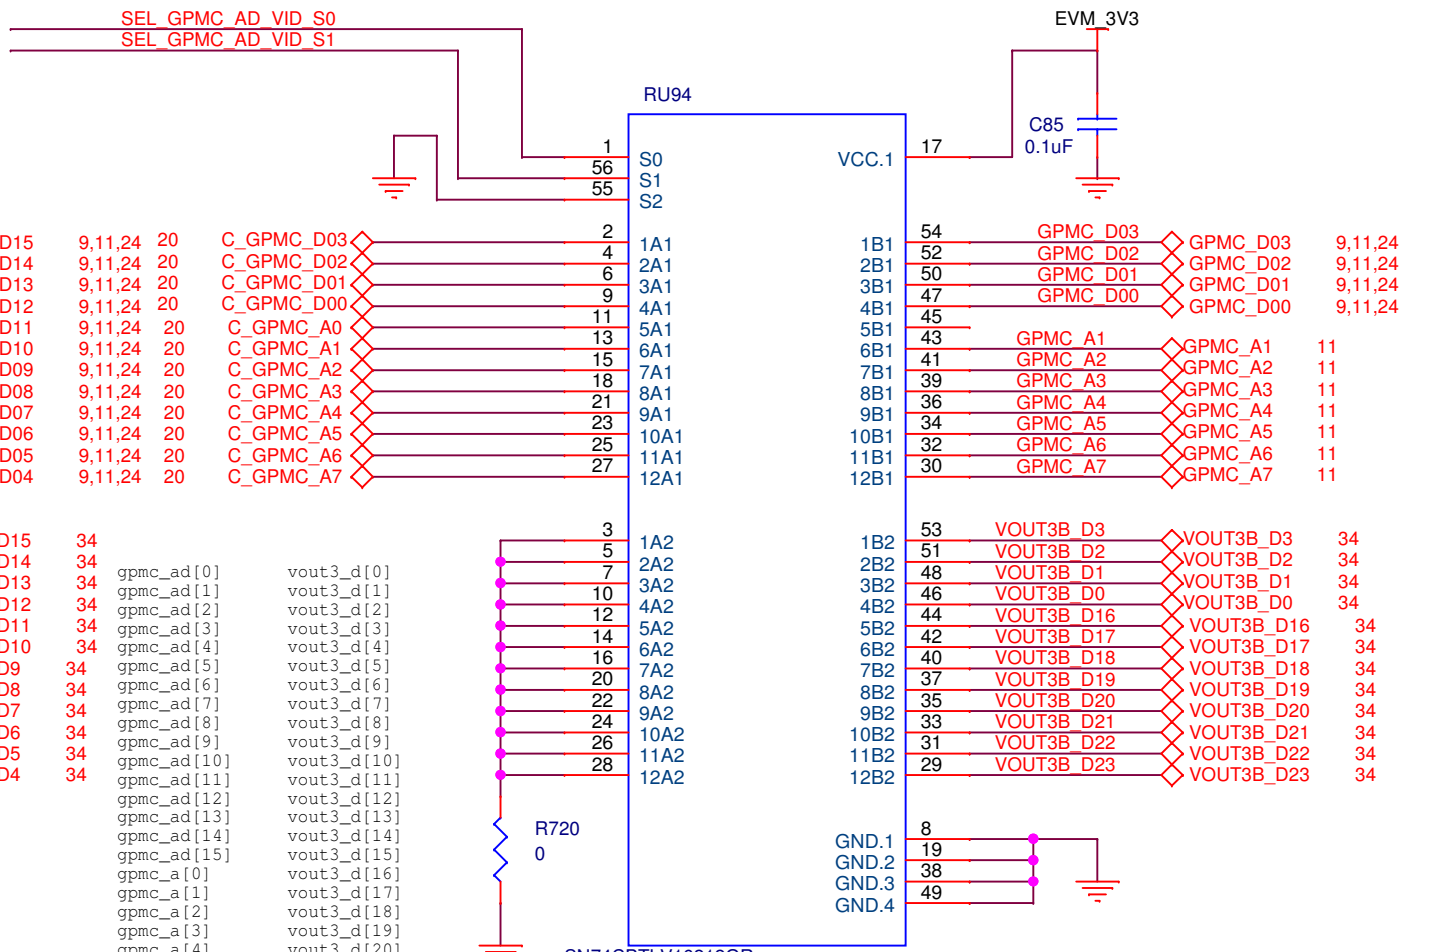 SEL_GPMC_AD_VID_S0
SEL_GPMC_AD_VID_S1
EVM_3V3
RU94
C85
0.1uF
1 S0 VCC.1 17
56 S1
55 S2
D15 9,11,24 20 C_GPMC_D03 2 1A1 1B1 54 GPMC_D03 GPMC_D03 9,11,24
D14 9,11,24 20 C_GPMC_D02 4 2A1 2B1 52 GPMC_D02 GPMC_D02 9,11,24
D13 9,11,24 20 C_GPMC_D01 6 3A1 3B1 50 GPMC_D01 GPMC_D01 9,11,24
D12 9,11,24 20 C_GPMC_D00 9 4A1 4B1 47 GPMC_D00 GPMC_D00 9,11,24
D11 9,11,24 20 C_GPMC_A0 11 5A1 5B1 45
D10 9,11,24 20 C_GPMC_A1 13 6A1 6B1 43 GPMC_A1 GPMC_A1 11
D09 9,11,24 20 C_GPMC_A2 15 7A1 7B1 41 GPMC_A2 GPMC_A2 11
D08 9,11,24 20 C_GPMC_A3 18 8A1 8B1 39 GPMC_A3 GPMC_A3 11
D07 9,11,24 20 C_GPMC_A4 21 9A1 9B1 36 GPMC_A4 GPMC_A4 11
D06 9,11,24 20 C_GPMC_A5 23 10A1 10B1 34 GPMC_A5 GPMC_A5 11
D05 9,11,24 20 C_GPMC_A6 25 11A1 11B1 32 GPMC_A6 GPMC_A6 11
D04 9,11,24 20 C_GPMC_A7 27 12A1 12B1 30 GPMC_A7 GPMC_A7 11
D15 34 3 1A2 1B2 53 VOUT3B_D3 VOUT3B_D3 34
D14 34 5 2A2 2B2 51 VOUT3B_D2 VOUT3B_D2 34
D13 34 7 3A2 3B2 48 VOUT3B_D1 VOUT3B_D1 34
D12 34 10 4A2 4B2 46 VOUT3B_D0 VOUT3B_D0 34
D11 34 12 5A2 5B2 44 VOUT3B_D16 VOUT3B_D16 34
D10 34 14 6A2 6B2 42 VOUT3B_D17 VOUT3B_D17 34
D9 34 16 7A2 7B2 40 VOUT3B_D18 VOUT3B_D18 34
D8 34 20 8A2 8B2 37 VOUT3B_D19 VOUT3B_D19 34
D7 34 22 9A2 9B2 35 VOUT3B_D20 VOUT3B_D20 34
D6 34 24 10A2 10B2 33 VOUT3B_D21 VOUT3B_D21 34
D5 34 26 11A2 11B2 31 VOUT3B_D22 VOUT3B_D22 34
D4 34 28 12A2 12B2 29 VOUT3B_D23 VOUT3B_D23 34
gpmc_ad[0] vout3_d[0]
gpmc_ad[1] vout3_d[1]
gpmc_ad[2] vout3_d[2]
gpmc_ad[3] vout3_d[3]
gpmc_ad[4] vout3_d[4]
gpmc_ad[5] vout3_d[5]
gpmc_ad[6] vout3_d[6]
gpmc_ad[7] vout3_d[7]
gpmc_ad[8] vout3_d[8]
gpmc_ad[9] vout3_d[9]
gpmc_ad[10] vout3_d[10]
gpmc_ad[11] vout3_d[11]
gpmc_ad[12] vout3_d[12]
gpmc_ad[13] vout3_d[13]
gpmc_ad[14] vout3_d[14]
gpmc_ad[15] vout3_d[15]
gpmc_a[0] vout3_d[16]
gpmc_a[1] vout3_d[17]
gpmc_a[2] vout3_d[18]
gpmc_a[3] vout3_d[19]
gpmc_a[4] vout3_d[20]
R720
0
GND.1 8
GND.2 19
GND.3 38
GND.4 49